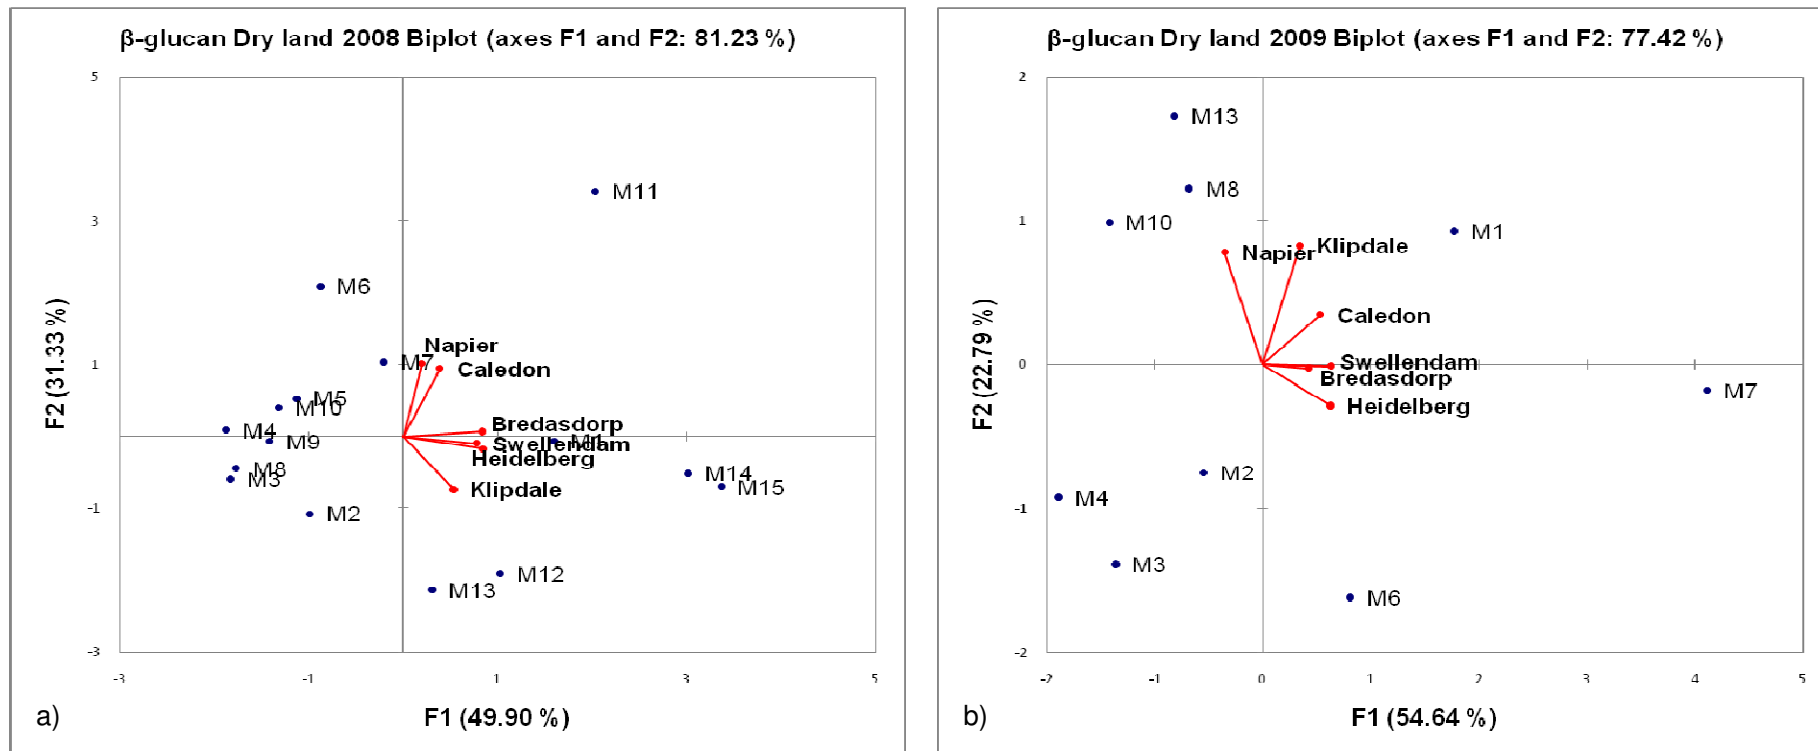 β-glucan Dry land 2008 Biplot (axes F1 and F2: 81.23 %)
5
M11
3
M6
Napier
M7
1
Caledon
M5
M10
Bredasdorp
M4
M9
M1
Swellendam
Heidelberg
M8
M3
M14
Klipdale
M15
-1
M2
M12
M13
-3
-3
-1
1
3
5
F2 (31.33 %)
F1 (49.90 %)
a)
β-glucan Dry land 2009 Biplot (axes F1 and F2: 77.42 %)
2
M13
M8
M10
1
M1
Napier
Klipdale
Caledon
0
Swellendam
Bredasdorp
M7
Heidelberg
M2
M4
-1
M3
M6
-2
-2
-1
0
1
2
3
4
5
F2 (22.79 %)
F1 (54.64 %)
b)